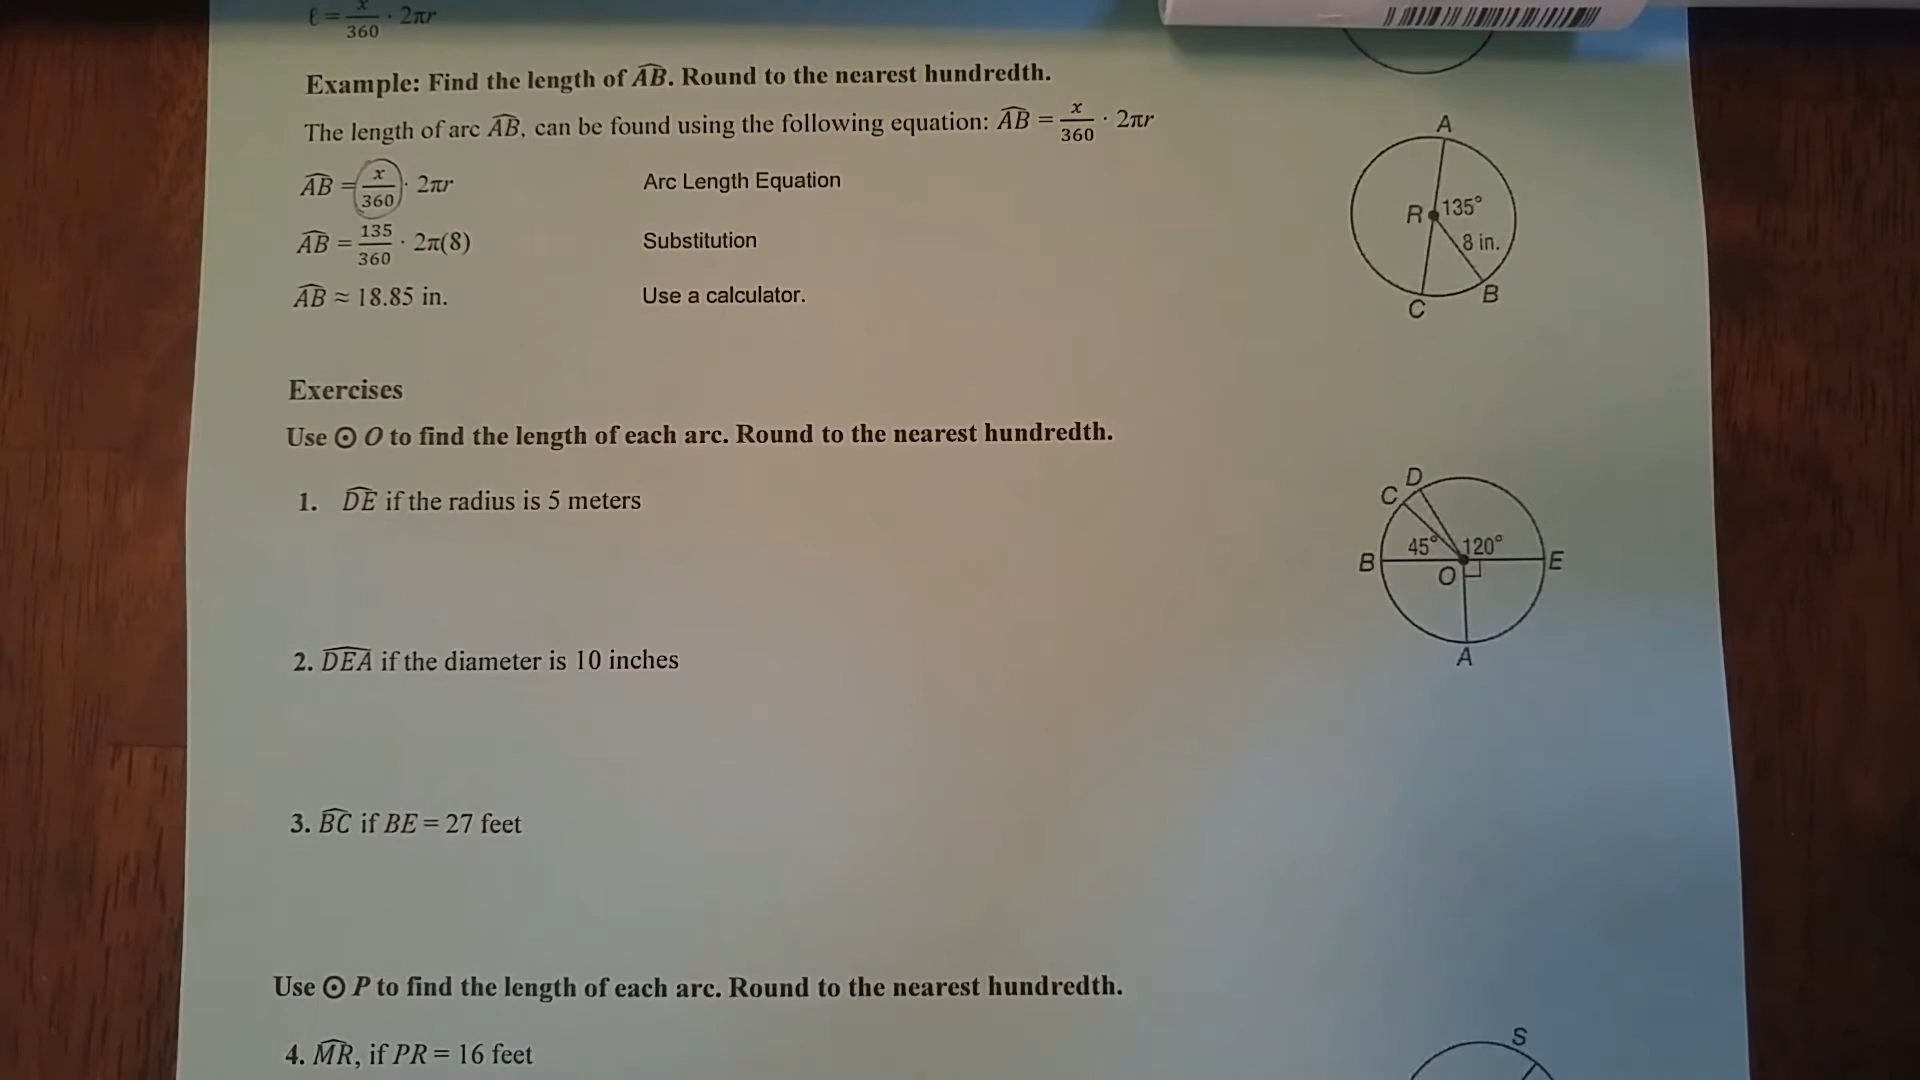 ℓ = x/360 · 2πr
Example: Find the length of AB. Round to the nearest hundredth.
The length of arc AB, can be found using the following equation: AB = x/360 · 2πr
AB = x/360 · 2πr Arc Length Equation
AB = 135/360 · 2π(8) Substitution
AB ≈ 18.85 in. Use a calculator.
A
R 135°
8 in.
B
C
Exercises
Use ⊙ O to find the length of each arc. Round to the nearest hundredth.
1. DE if the radius is 5 meters
D
C
45° 120°
B O E
A
2. DEA if the diameter is 10 inches
3. BC if BE = 27 feet
Use ⊙ P to find the length of each arc. Round to the nearest hundredth.
4. MR, if PR = 16 feet
S